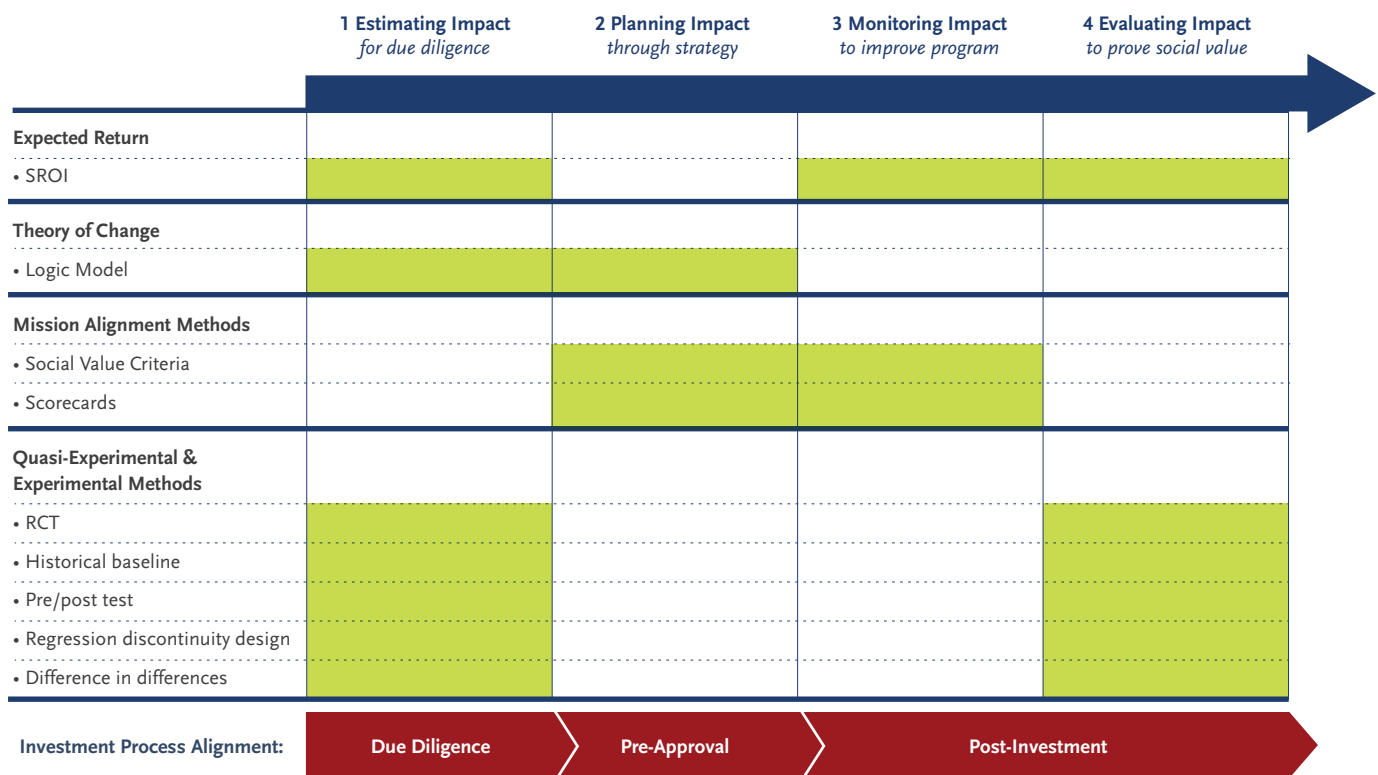 1 Estimating Impact
for due diligence
2 Planning Impact
through strategy
3 Monitoring Impact
to improve program
4 Evaluating Impact
to prove social value
Expected Return
• SROI
Theory of Change
• Logic Model
Mission Alignment Methods
• Social Value Criteria
• Scorecards
Quasi-Experimental &
Experimental Methods
• RCT
• Historical baseline
• Pre/post test
• Regression discontinuity design
• Difference in differences
Investment Process Alignment:
Due Diligence
Pre-Approval
Post-Investment